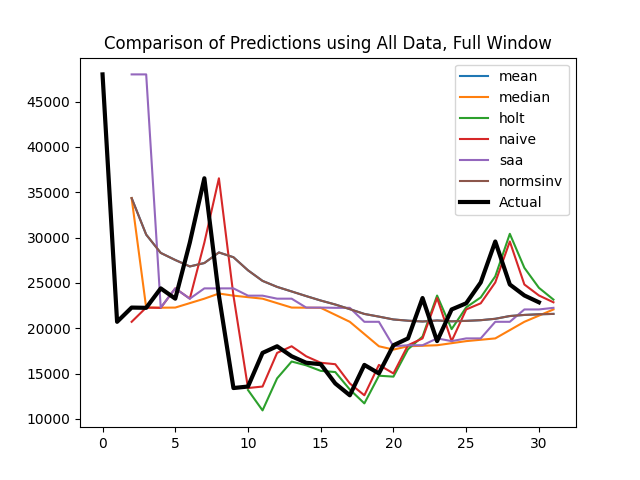 Comparison of Predictions using All Data, Full Window
mean
median
holt
naive
saa
normsinv
Actual
45000
40000
35000
30000
25000
20000
15000
10000
0 5 10 15 20 25 30